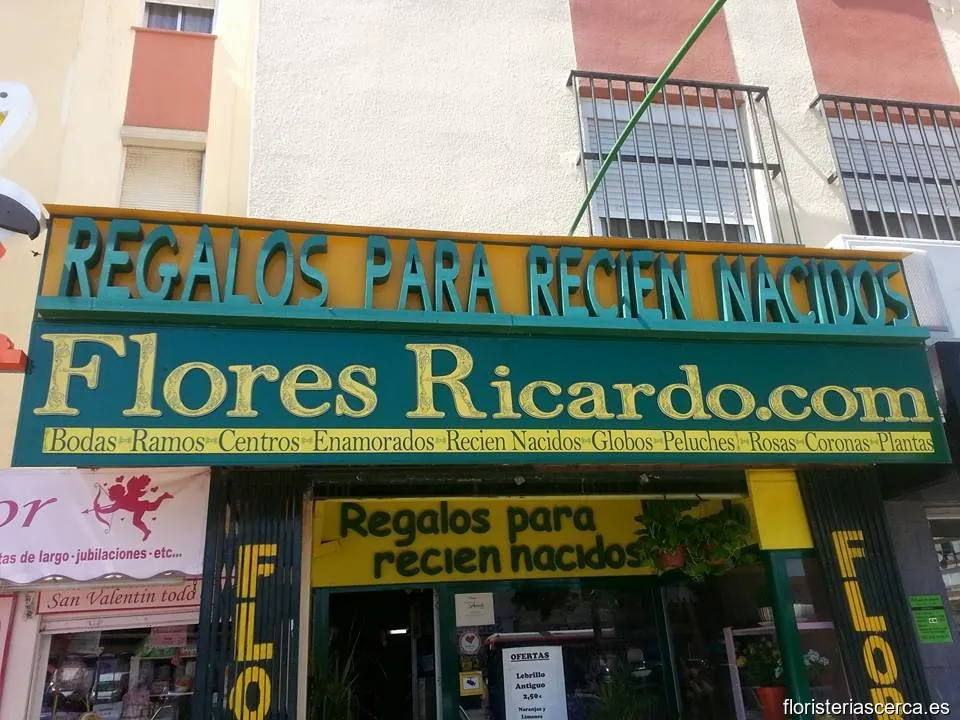 REGALOS PARA RECIEN NACIDOS
Flores Ricardo.com
Bodas Ramos Centros Enamorados Recien Nacidos Globos Peluches Rosas Coronas Plantas
or
tas de largo - jubilaciones - etc...
San Valentín todo
Regalos para
recien nacidos
FLO
FLOR
OFERTAS
Lebrillo
Antiguo
2,50€
Naranjos y
Limones
floristeriascerca.es